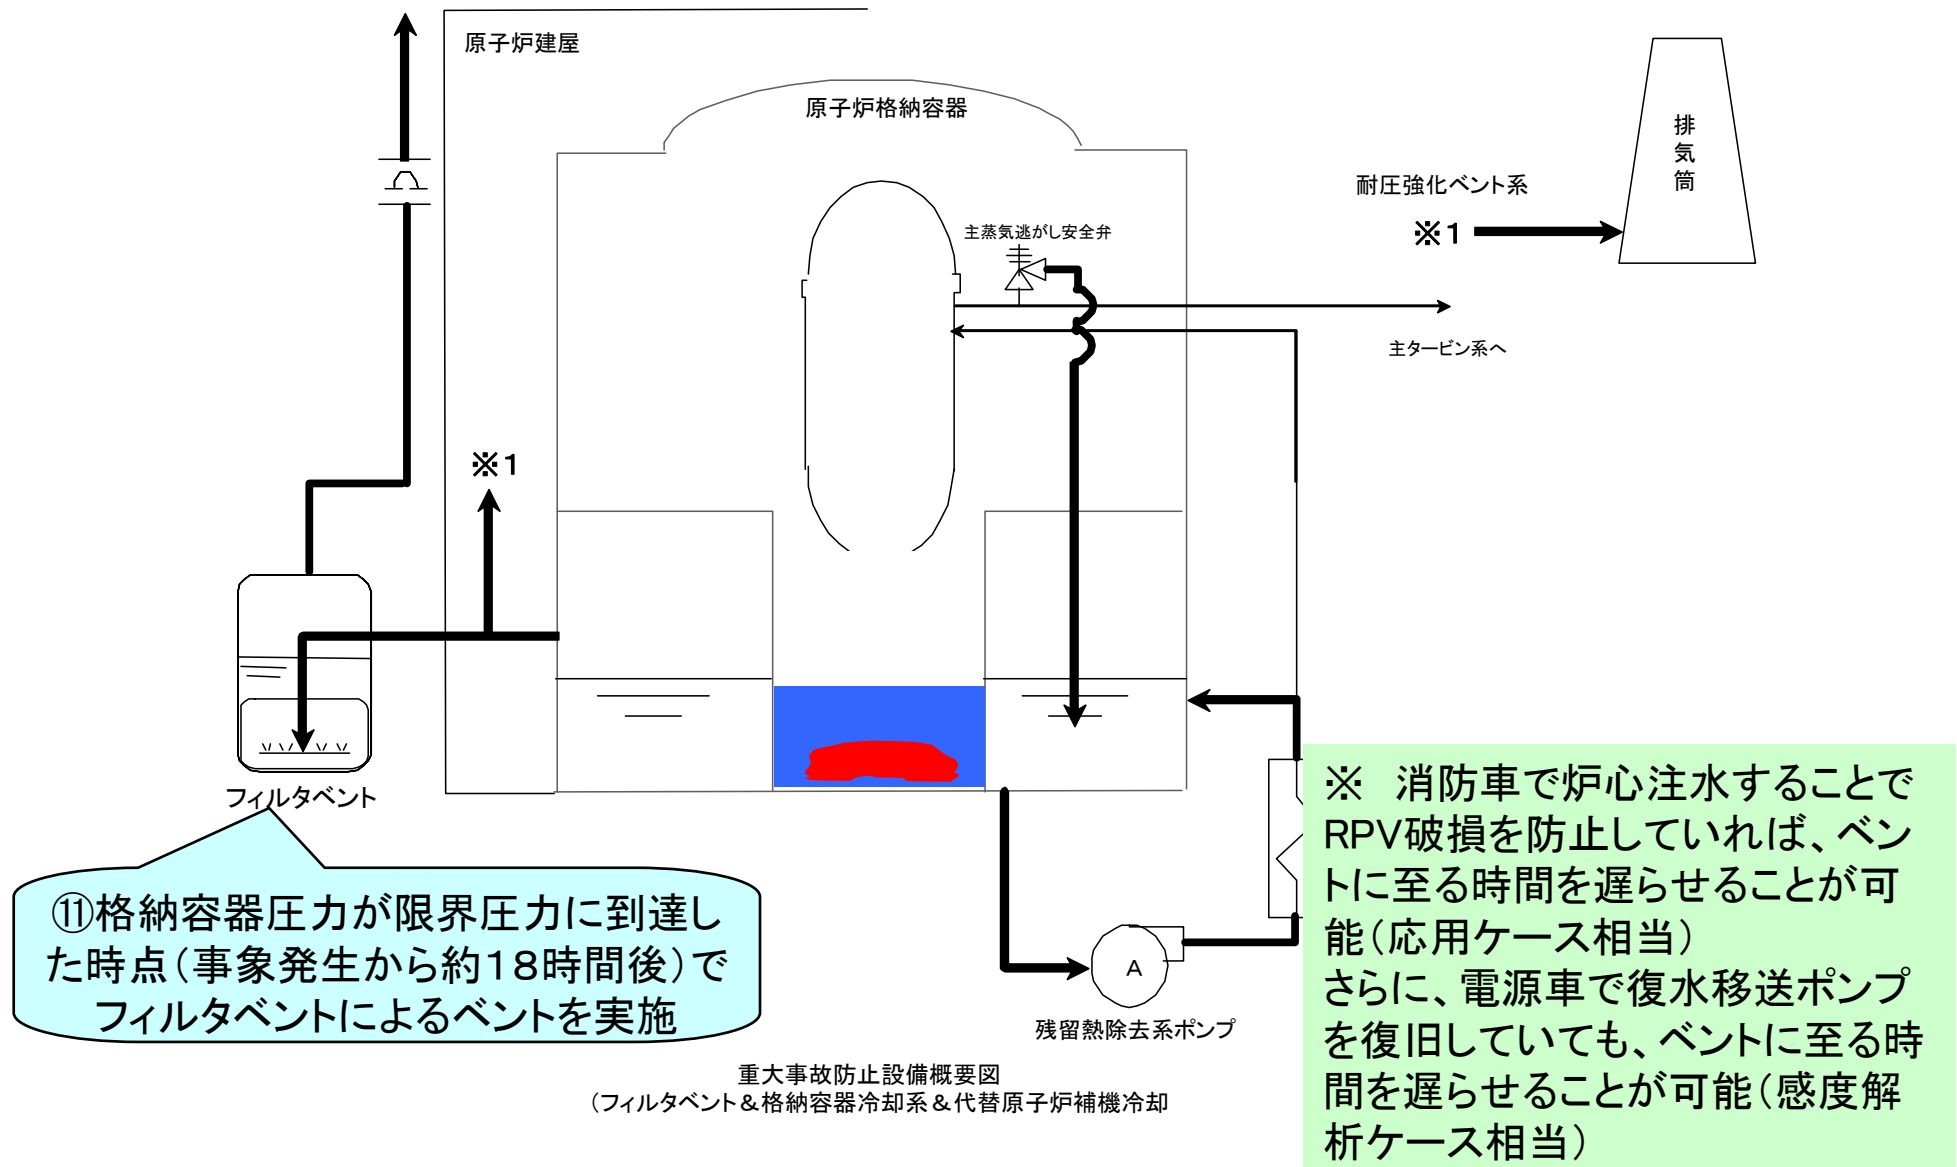 原子炉建屋
原子炉格納容器
排
気
筒
耐圧強化ベント系
※1
主蒸気逃がし安全弁
主タービン系へ
※1
フィルタベント
⑪格納容器圧力が限界圧力に到達し
た時点(事象発生から約18時間後)で
フィルタベントによるベントを実施
A
残留熱除去系ポンプ
※ 消防車で炉心注水することで
RPV破損を防止していれば、ベン
トに至る時間を遅らせることが可
能(応用ケース相当)
さらに、電源車で復水移送ポンプ
を復旧していても、ベントに至る時
間を遅らせることが可能(感度解
析ケース相当)
重大事故防止設備概要図
(フィルタベント&格納容器冷却系&代替原子炉補機冷却